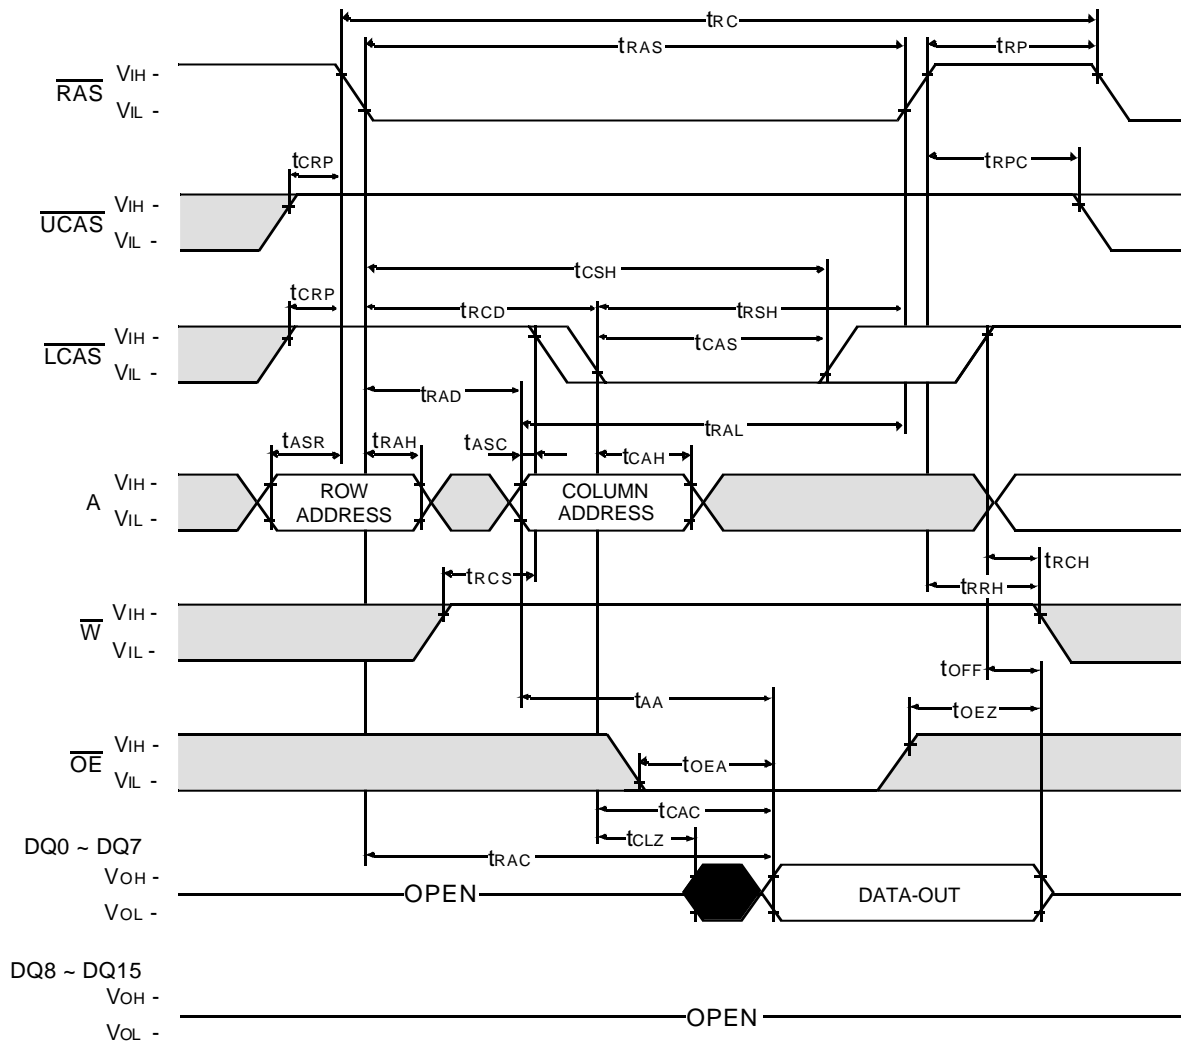 tRC
tRAS
tRP
RAS
VIH -
VIL -
tCRP
tRPC
UCAS
VIH -
VIL -
tCSH
tCRP
tRCD
tRSH
LCAS
VIH -
VIL -
tCAS
tRAD
tRAL
tASR
tRAH
tASC
tCAH
A
VIH -
VIL -
ROW
ADDRESS
COLUMN
ADDRESS
tRCH
tRCS
tRRH
W
VIH -
VIL -
tOFF
tAA
tOEZ
OE
VIH -
VIL -
tOEA
tCAC
tCLZ
DQ0 ~ DQ7
tRAC
VOH -
VOL -
OPEN
DATA-OUT
DQ8 ~ DQ15
VOH -
VOL -
OPEN